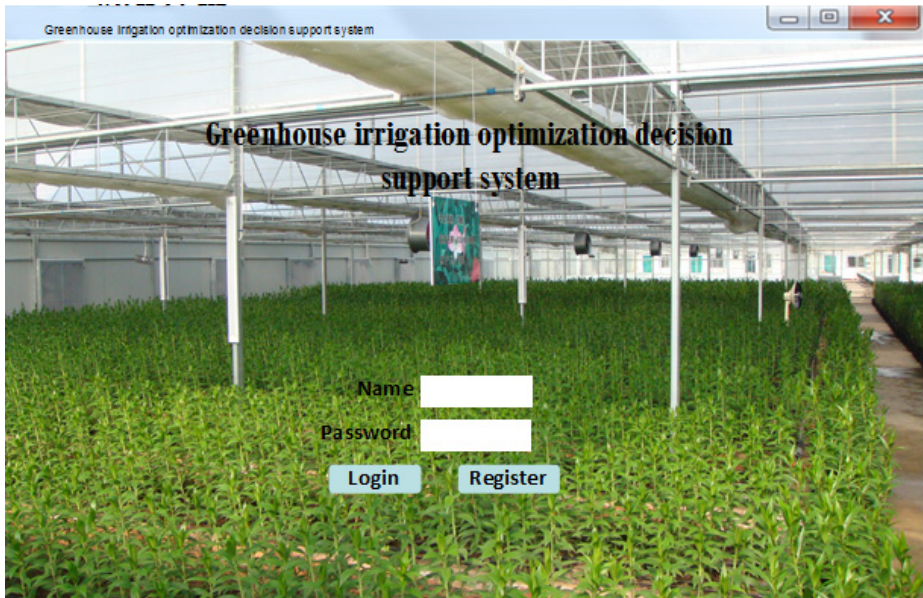 Greenhouse irrigation optimization decision support system
Greenhouse irrigation optimization decision
support system
Name
Password
Login
Register